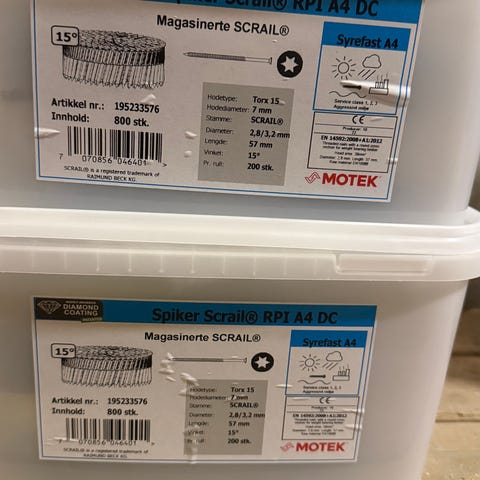 Spiker Scrail® RPI A4 DC
Magasinerte SCRAIL®
15°
Syrefast A4
Hodetype: Torx 15
Hodediameter: 7 mm
Stamme: SCRAIL®
Diameter: 2,8/3,2 mm
Lengde: 57 mm
Vinkel: 15°
Pr. rull: 200 stk.
Artikkel nr.: 195233576
Innhold: 800 stk.
7 070856 046401
SCRAIL® is a registered trademark of
RAIMUND BECK KG.
Service class 1, 2, 3
Aggressivt miljø
CE
EN 14592:2008+A1:2012
MOTEK
DIAMOND
COATING
Spiker Scrail® RPI A4 DC
Magasinerte SCRAIL®
15°
Syrefast A4
Hodetype: Torx 15
Hodediameter: 7 mm
Stamme: SCRAIL®
Diameter: 2,8/3,2 mm
Lengde: 57 mm
Vinkel: 15°
Pr. rull: 200 stk.
Artikkel nr.: 195233576
Innhold: 800 stk.
7 070856 046401
SCRAIL® is a registered trademark of
RAIMUND BECK KG.
Service class 1, 2, 3
Aggressivt miljø
CE
EN 14592:2008+A1:2012
MOTEK